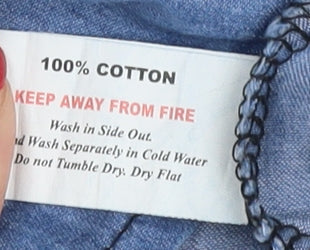 100% COTTON
KEEP AWAY FROM FIRE
Wash in Side Out.
Wash Separately in Cold Water
Do not Tumble Dry. Dry Flat